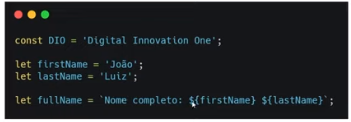 const DIO = 'Digital Innovation One';
let firstName = 'João';
let lastName = 'Luiz';
let fullName = `Nome completo: ${firstName} ${lastName}`;